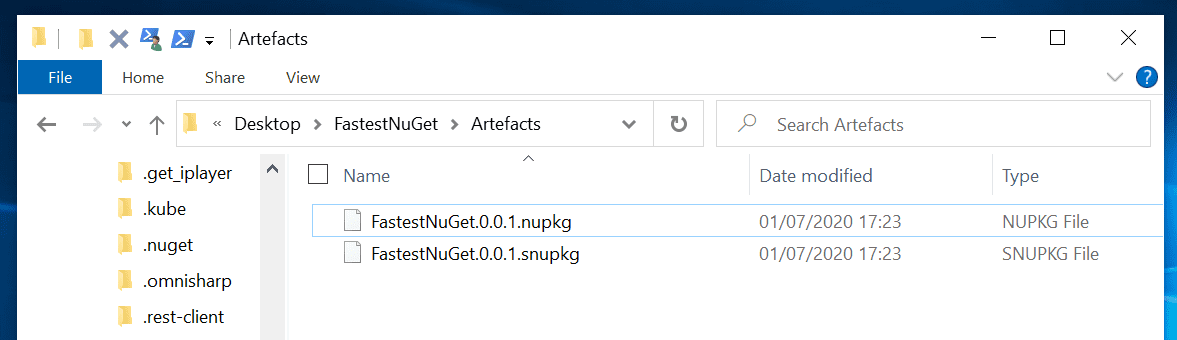 Artefacts
File Home Share View ?
« Desktop > FastestNuGet > Artefacts Search Artefacts
.get_iplayer
.kube
.nuget
.omnisharp
.rest-client
Name Date modified Type
FastestNuGet.0.0.1.nupkg 01/07/2020 17:23 NUPKG File
FastestNuGet.0.0.1.snupkg 01/07/2020 17:23 SNUPKG File